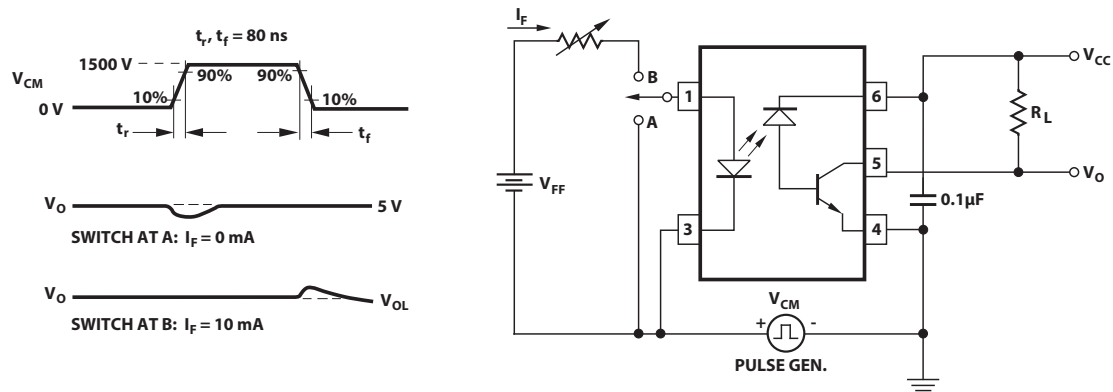 t_r, t_f = 80 ns
1500 V
V_CM
90%
90%
10%
10%
0 V
t_r
t_f
V_O
5 V
SWITCH AT A: I_F = 0 mA
V_O
V_OL
SWITCH AT B: I_F = 10 mA
I_F
B
A
V_FF
1
3
6
5
4
V_CC
R_L
V_O
0.1µF
V_CM
+
-
PULSE GEN.